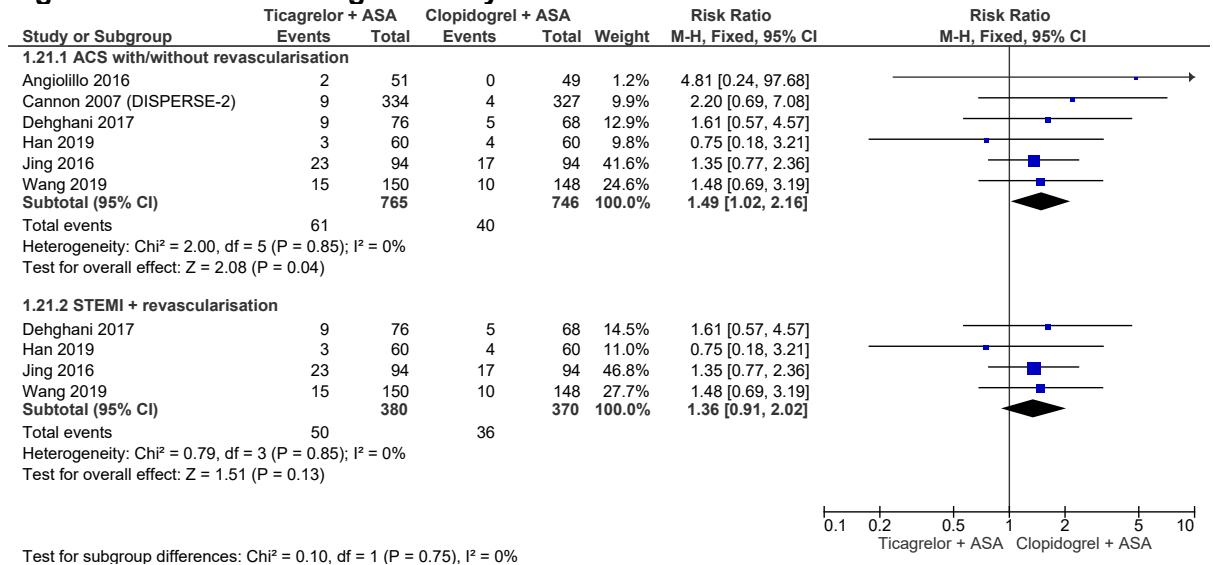 Ticagrelor + ASA Clopidogrel + ASA Risk Ratio Risk Ratio
Study or Subgroup Events Total Events Total Weight M-H, Fixed, 95% CI M-H, Fixed, 95% CI
1.21.1 ACS with/without revascularisation
Angiolillo 2016 2 51 0 49 1.2% 4.81 [0.24, 97.68]
Cannon 2007 (DISPERSE-2) 9 334 4 327 9.9% 2.20 [0.69, 7.08]
Dehghani 2017 9 76 5 68 12.9% 1.61 [0.57, 4.57]
Han 2019 3 60 4 60 9.8% 0.75 [0.18, 3.21]
Jing 2016 23 94 17 94 41.6% 1.35 [0.77, 2.36]
Wang 2019 15 150 10 148 24.6% 1.48 [0.69, 3.19]
Subtotal (95% CI) 765 746 100.0% 1.49 [1.02, 2.16]
Total events 61 40
Heterogeneity: Chi² = 2.00, df = 5 (P = 0.85); I² = 0%
Test for overall effect: Z = 2.08 (P = 0.04)
1.21.2 STEMI + revascularisation
Dehghani 2017 9 76 5 68 14.5% 1.61 [0.57, 4.57]
Han 2019 3 60 4 60 11.0% 0.75 [0.18, 3.21]
Jing 2016 23 94 17 94 46.8% 1.35 [0.77, 2.36]
Wang 2019 15 150 10 148 27.7% 1.48 [0.69, 3.19]
Subtotal (95% CI) 380 370 100.0% 1.36 [0.91, 2.02]
Total events 50 36
Heterogeneity: Chi² = 0.79, df = 3 (P = 0.85); I² = 0%
Test for overall effect: Z = 1.51 (P = 0.13)
0.1 0.2 0.5 1 2 5 10
Ticagrelor + ASA Clopidogrel + ASA
Test for subgroup differences: Chi² = 0.10, df = 1 (P = 0.75), I² = 0%